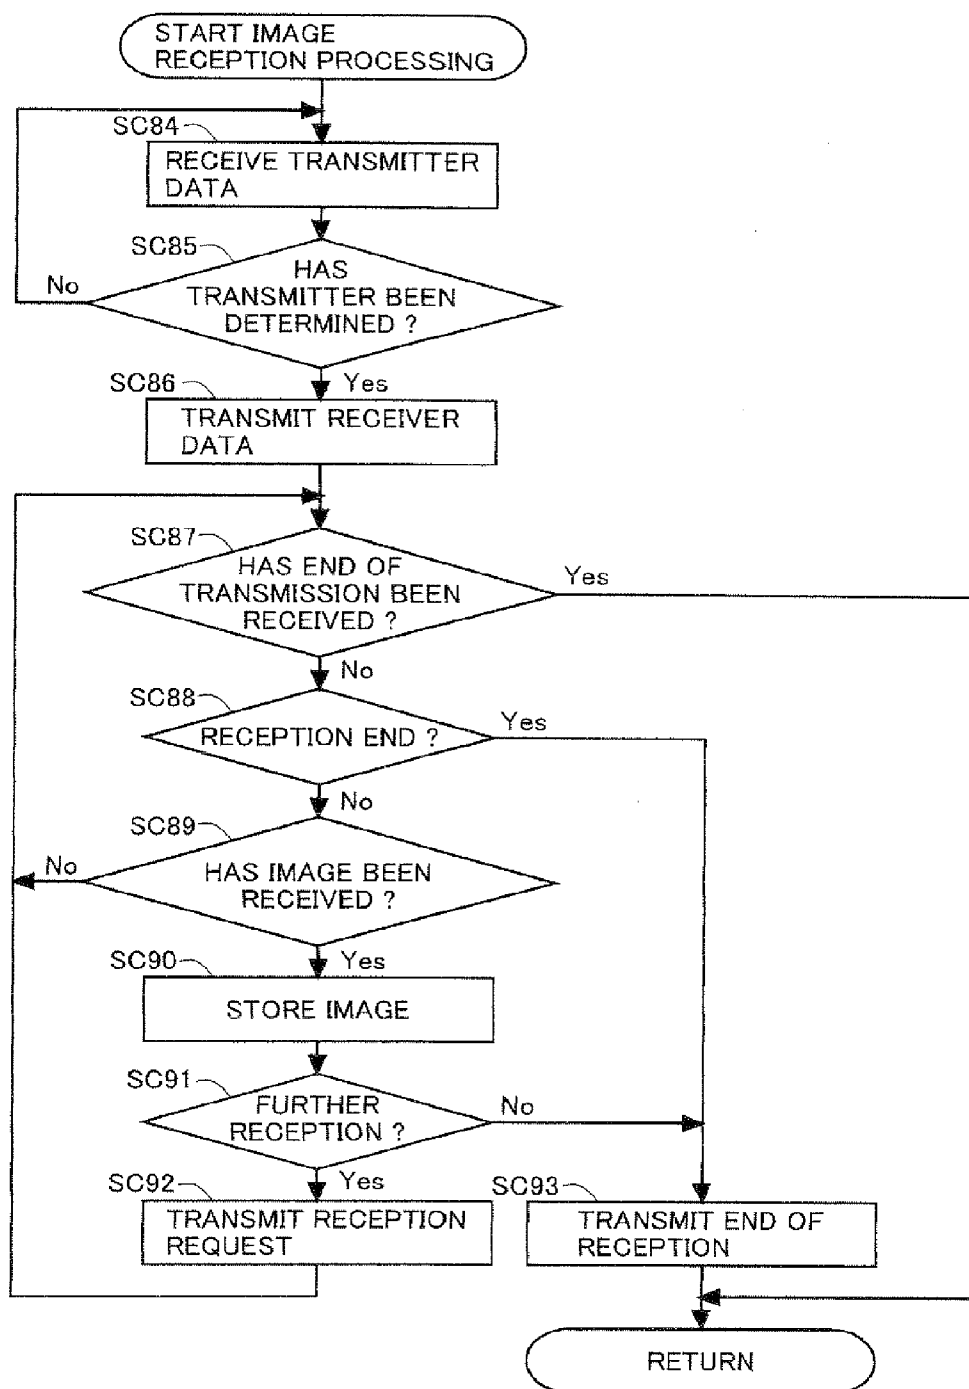 START IMAGE
RECEPTION PROCESSING
SC84
RECEIVE TRANSMITTER
DATA
SC85
HAS
TRANSMITTER BEEN
DETERMINED ?
No
Yes
SC86
TRANSMIT RECEIVER
DATA
SC87
HAS END OF
TRANSMISSION BEEN
RECEIVED ?
Yes
No
SC88
RECEPTION END ?
Yes
No
SC89
HAS IMAGE BEEN
RECEIVED ?
No
Yes
SC90
STORE IMAGE
SC91
FURTHER
RECEPTION ?
No
Yes
SC92
TRANSMIT RECEPTION
REQUEST
SC93
TRANSMIT END OF
RECEPTION
RETURN